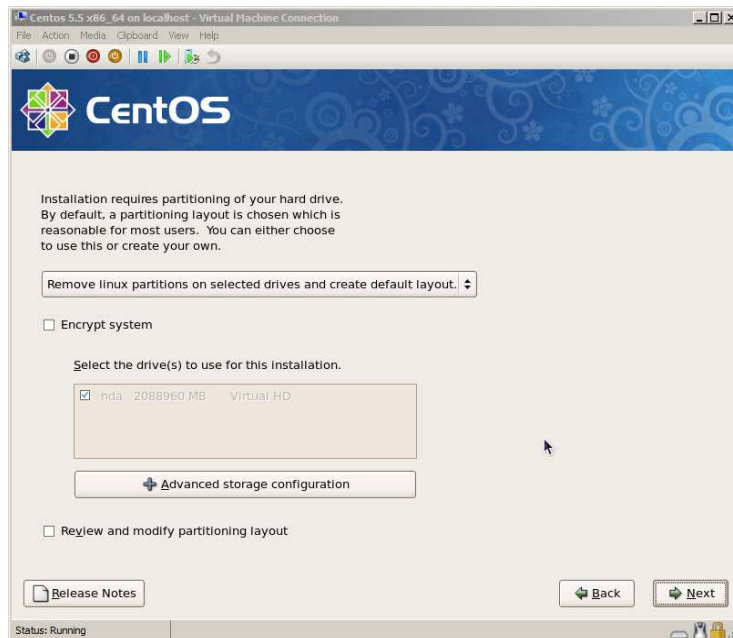 Centos 5.5 x86_64 on localhost - Virtual Machine Connection
File Action Media Clipboard View Help
CentOS
Installation requires partitioning of your hard drive.
By default, a partitioning layout is chosen which is
reasonable for most users. You can either choose
to use this or create your own.
Remove linux partitions on selected drives and create default layout.
Encrypt system
Select the drive(s) to use for this installation.
hda 2088960 MB Virtual HD
Advanced storage configuration
Review and modify partitioning layout
Release Notes Back Next
Status: Running